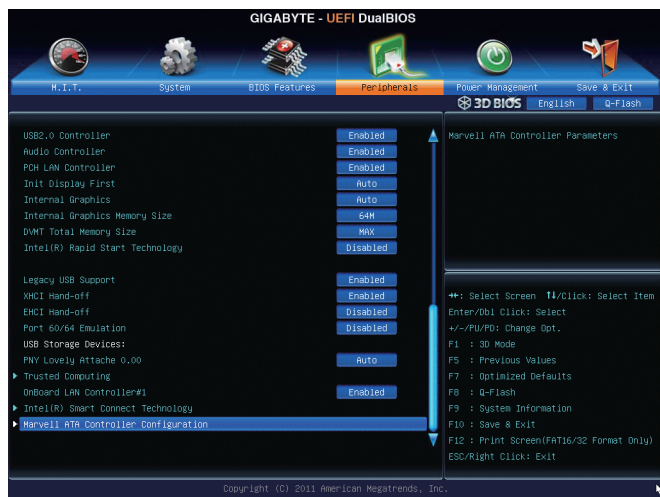 GIGABYTE - UEFI DualBIOS
M.I.T. System BIOS Features Peripherals Power Management Save & Exit
3D BIOS English Q-Flash
USB2.0 Controller Enabled
Audio Controller Enabled
PCH LAN Controller Enabled
Init Display First Auto
Internal Graphics Auto
Internal Graphics Memory Size 64M
DVMT Total Memory Size MAX
Intel(R) Rapid Start Technology Disabled
Legacy USB Support Enabled
XHCI Hand-off Enabled
EHCI Hand-off Disabled
Port 60/64 Emulation Disabled
USB Storage Devices:
PNY Lovely Attache 0.00 Auto
Trusted Computing
OnBoard LAN Controller#1 Enabled
Intel(R) Smart Connect Technology
Marvell ATA Controller Configuration
Marvell ATA Controller Parameters
→←: Select Screen ↑↓/Click: Select Item
Enter/Dbl Click: Select
+/-/PU/PD: Change Opt.
F1 : 3D Mode
F5 : Previous Values
F7 : Optimized Defaults
F8 : Q-Flash
F9 : System Information
F10 : Save & Exit
F12 : Print Screen(FAT16/32 Format Only)
ESC/Right Click: Exit
Copyright (C) 2011 American Megatrends, Inc.